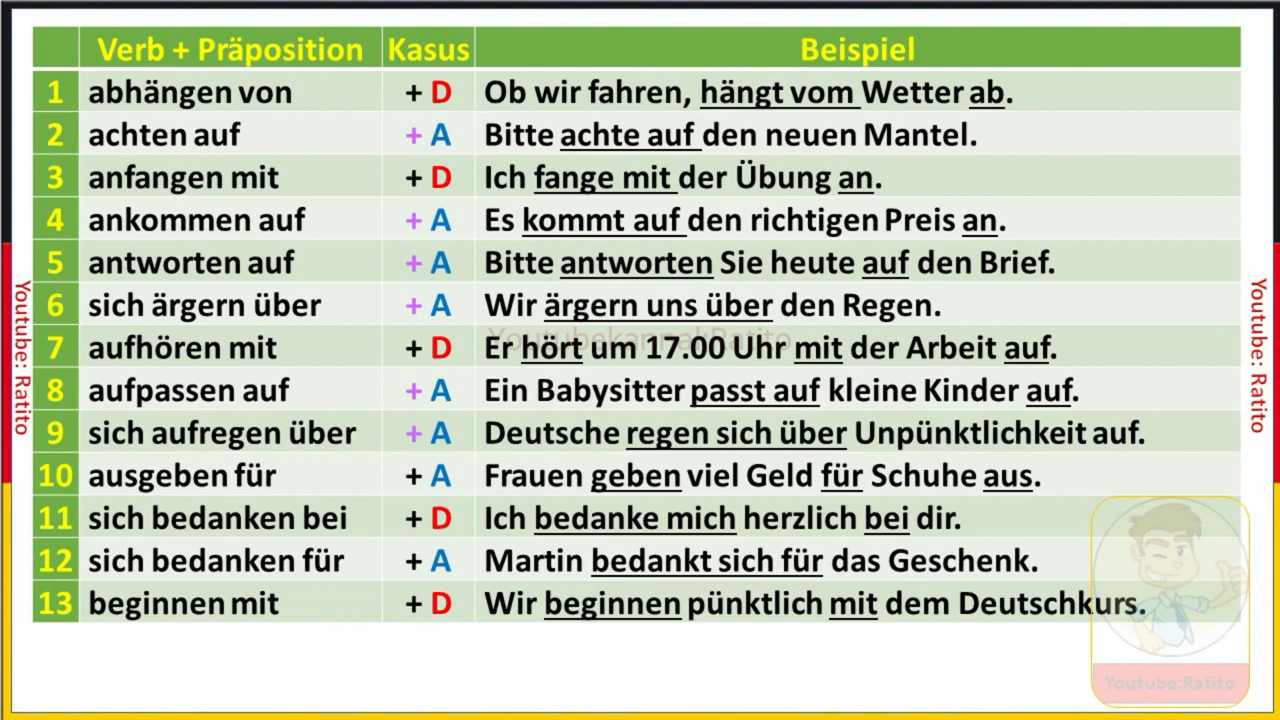 Verb + Präposition Kasus Beispiel
1 abhängen von + D Ob wir fahren, hängt vom Wetter ab.
2 achten auf + A Bitte achte auf den neuen Mantel.
3 anfangen mit + D Ich fange mit der Übung an.
4 ankommen auf + A Es kommt auf den richtigen Preis an.
5 antworten auf + A Bitte antworten Sie heute auf den Brief.
6 sich ärgern über + A Wir ärgern uns über den Regen.
YoutubekannakRatito
7 aufhören mit + D Er hört um 17.00 Uhr mit der Arbeit auf.
8 aufpassen auf + A Ein Babysitter passt auf kleine Kinder auf.
9 sich aufregen über + A Deutsche regen sich über Unpünktlichkeit auf.
10 ausgeben für + A Frauen geben viel Geld für Schuhe aus.
11 sich bedanken bei + D Ich bedanke mich herzlich bei dir.
12 sich bedanken für + A Martin bedankt sich für das Geschenk.
13 beginnen mit + D Wir beginnen pünktlich mit dem Deutschkurs.
Youtube: Ratito
Youtube: Ratito
Youtube:Ratito